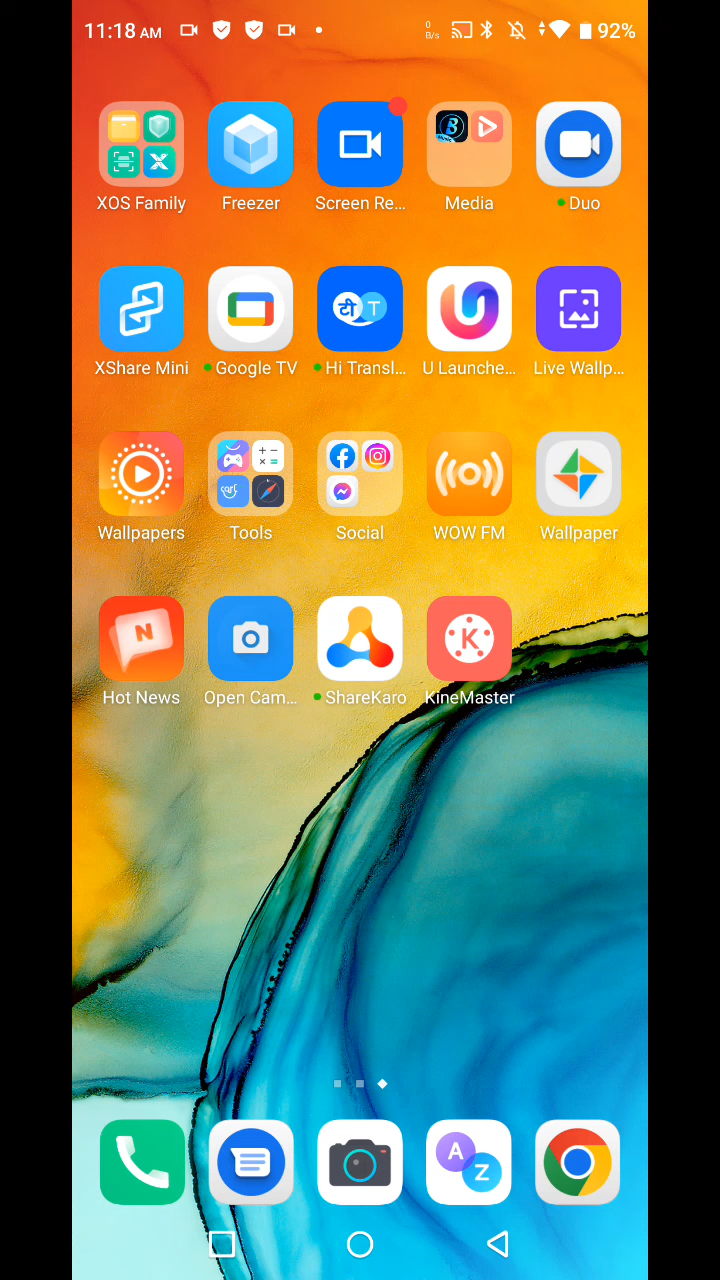 11:18 AM
0 B/s
92%
XOS Family
Freezer
Screen Re...
Media
Duo
XShare Mini
Google TV
टी T
Hi Transl...
U Launche...
Live Wallp...
Wallpapers
Tools
Social
WOW FM
Wallpaper
N
Hot News
Open Cam...
ShareKaro
K
KineMaster
A Z